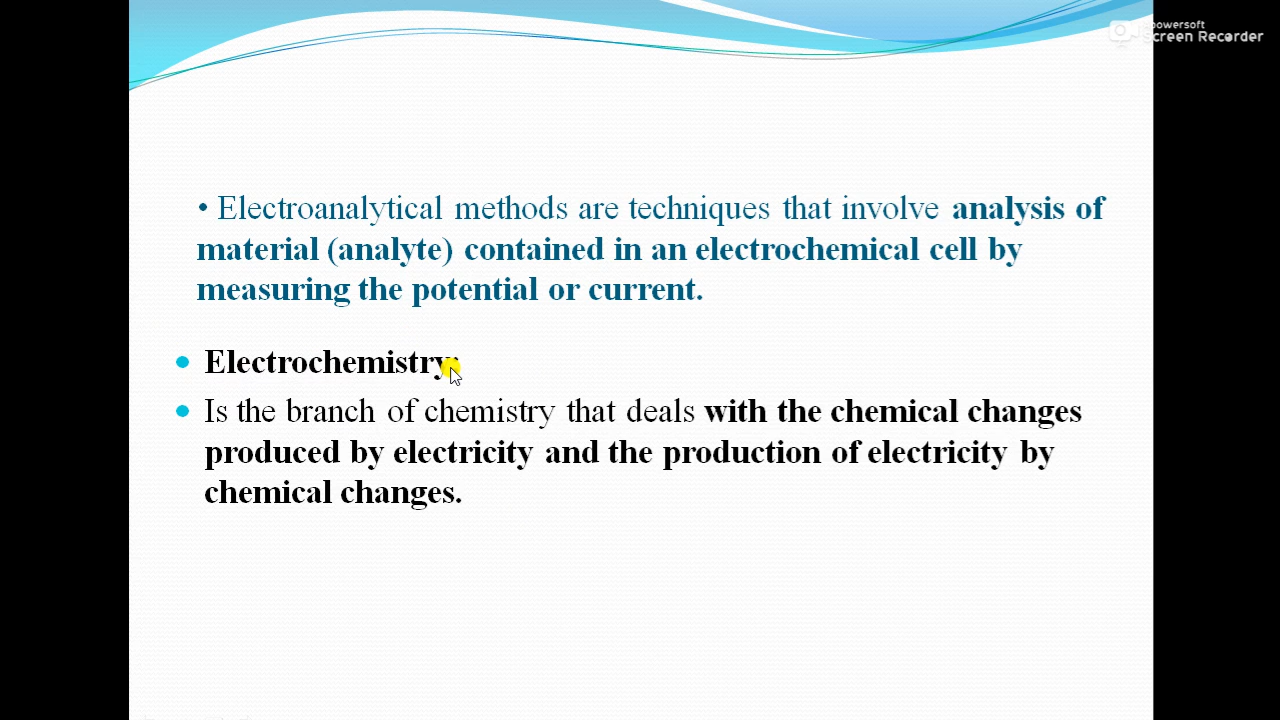 Screen Recorder
• Electroanalytical methods are techniques that involve analysis of
material (analyte) contained in an electrochemical cell by
measuring the potential or current.
• Electrochemistry:
• Is the branch of chemistry that deals with the chemical changes
produced by electricity and the production of electricity by
chemical changes.